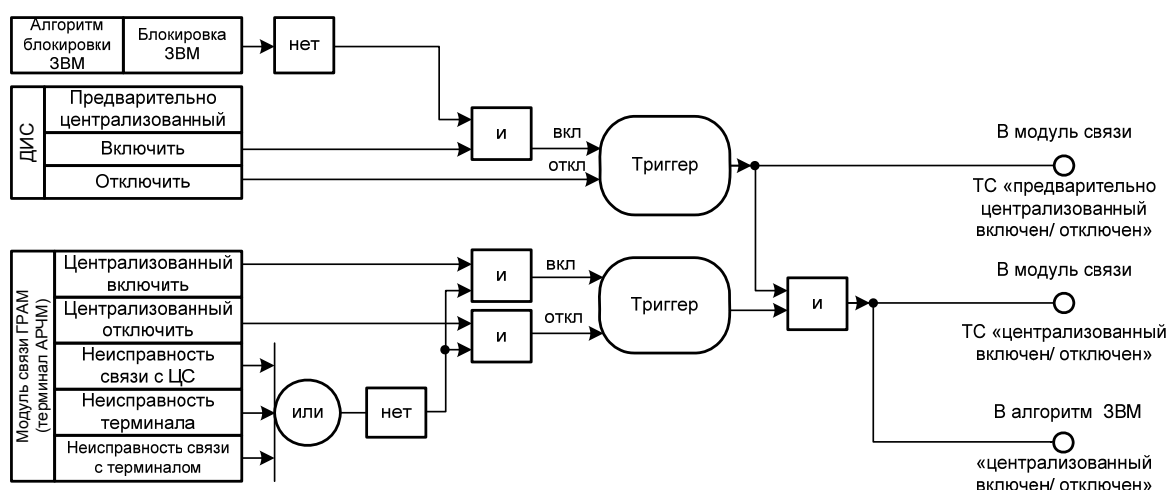 Алгоритм
блокировки
ЗВМ
Блокировка
ЗВМ
нет
ДИС
Предварительно
централизованный
Включить
Отключить
и
вкл
откл
Триггер
В модуль связи
ТС «предварительно
централизованный
включен/ отключен»
Модуль связи ГРАМ
(терминал АРЧМ)
Централизованный
включить
Централизованный
отключить
Неисправность
связи с ЦС
Неисправность
терминала
Неисправность связи
с терминалом
или
нет
и
и
вкл
откл
Триггер
и
В модуль связи
ТС «централизованный
включен/ отключен»
В алгоритм ЗВМ
«централизованный
включен/ отключен»